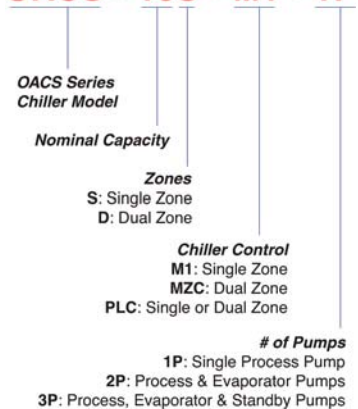 OACS Series
Chiller Model
Nominal Capacity
Zones
S: Single Zone
D: Dual Zone
Chiller Control
M1: Single Zone
MZC: Dual Zone
PLC: Single or Dual Zone
# of Pumps
1P: Single Process Pump
2P: Process & Evaporator Pumps
3P: Process, Evaporator & Standby Pumps